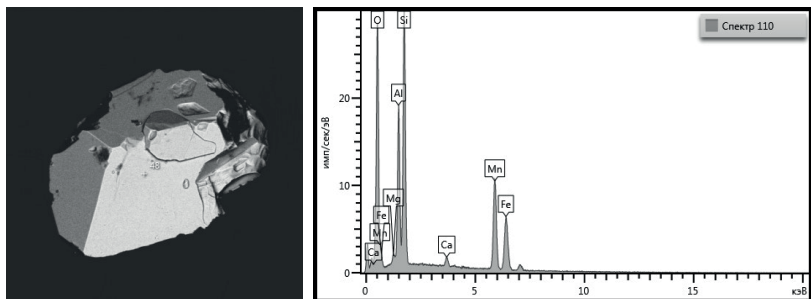 O
Si
Спектр 110
20
Al
имп/сек/эВ
10
Mn
Mg
Fe
Fe
Mn
Ca
Ca
0
0
5
10
15
кэВ